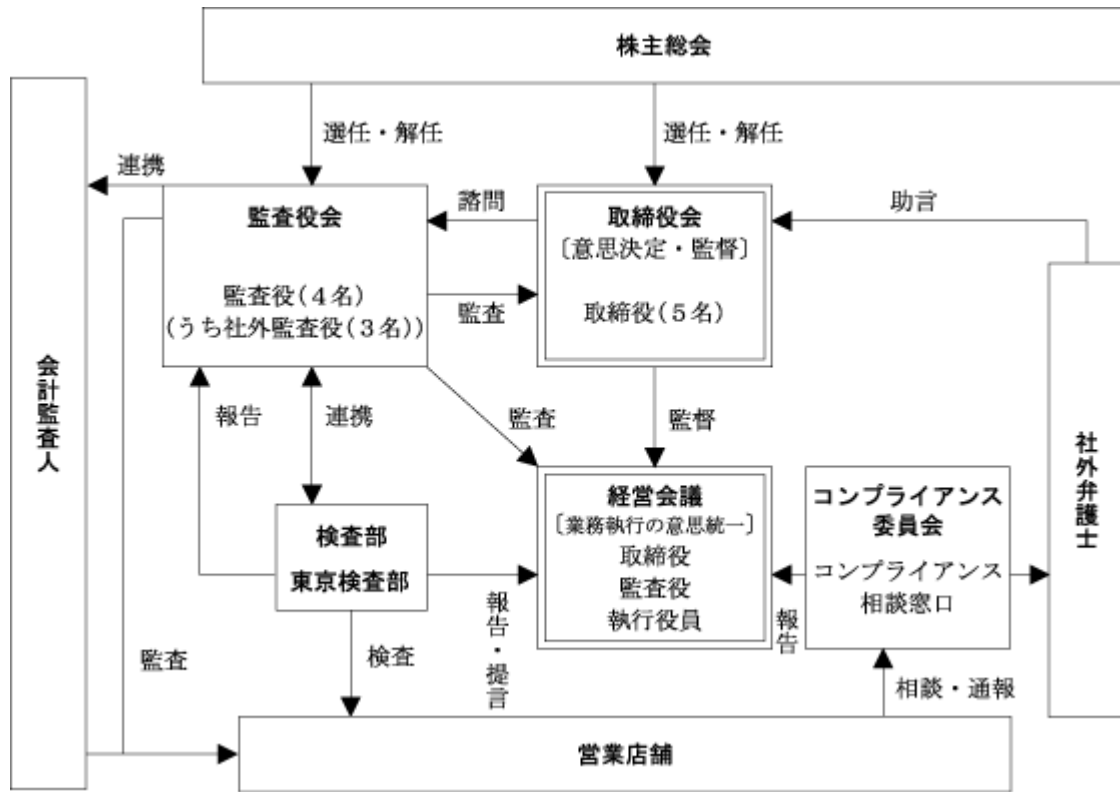 株主総会
選任・解任
選任・解任
連携
監査役会
監査役(4名)
(うち社外監査役(3名))
諮問
監査
取締役会
〔意思決定・監督〕
取締役(5名)
助言
会計監査人
報告
連携
監査
監督
社外弁護士
検査部
東京検査部
経営会議
〔業務執行の意思統一〕
取締役
監査役
執行役員
コンプライアンス
委員会
コンプライアンス
相談窓口
報告・提言
報告
監査
検査
相談・通報
営業店舗